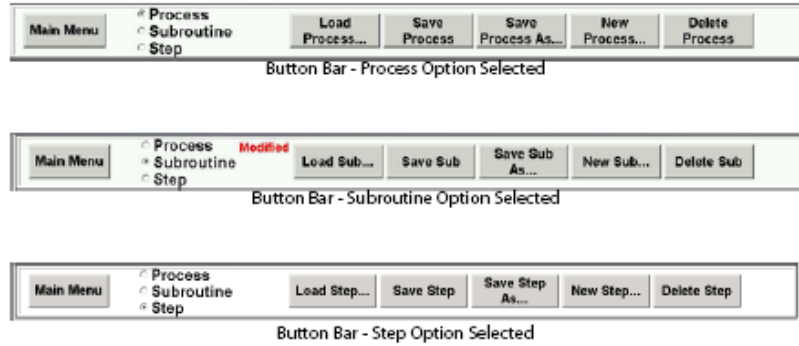 Main Menu
Process
Subroutine
Step
Load Process...
Save Process
Save Process As...
New Process...
Delete Process
Button Bar - Process Option Selected
Main Menu
Process
Subroutine
Step
Modified
Load Sub...
Save Sub
Save Sub As...
New Sub...
Delete Sub
Button Bar - Subroutine Option Selected
Main Menu
Process
Subroutine
Step
Load Step...
Save Step
Save Step As...
New Step...
Delete Step
Button Bar - Step Option Selected